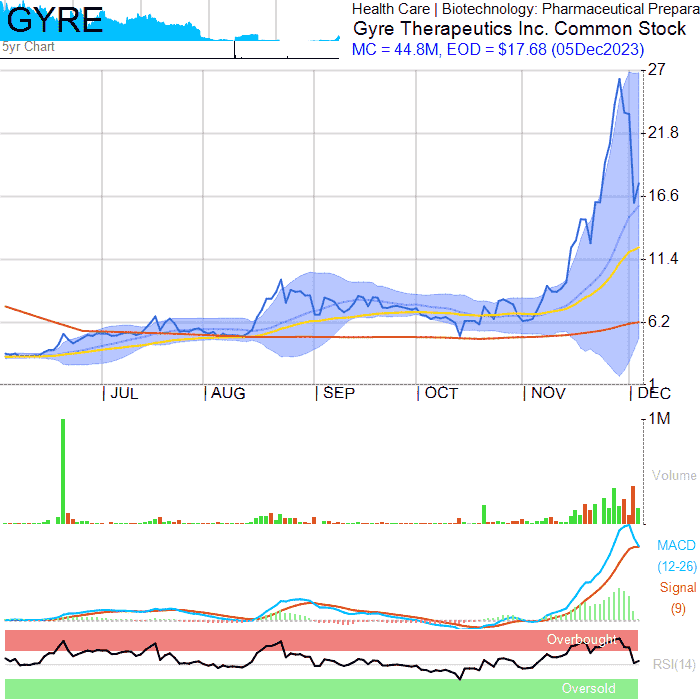 GYRE
5yr Chart
Health Care | Biotechnology: Pharmaceutical Prepara
Gyre Therapeutics Inc. Common Stock
MC = 44.8M, EOD = $17.68 (05Dec2023)
27
21.8
16.6
11.4
6.2
1
| JUL | AUG | SEP | OCT | NOV | DEC
1M
Volume
MACD
(12-26)
Signal
(9)
Overbought
RSI(14)
Oversold